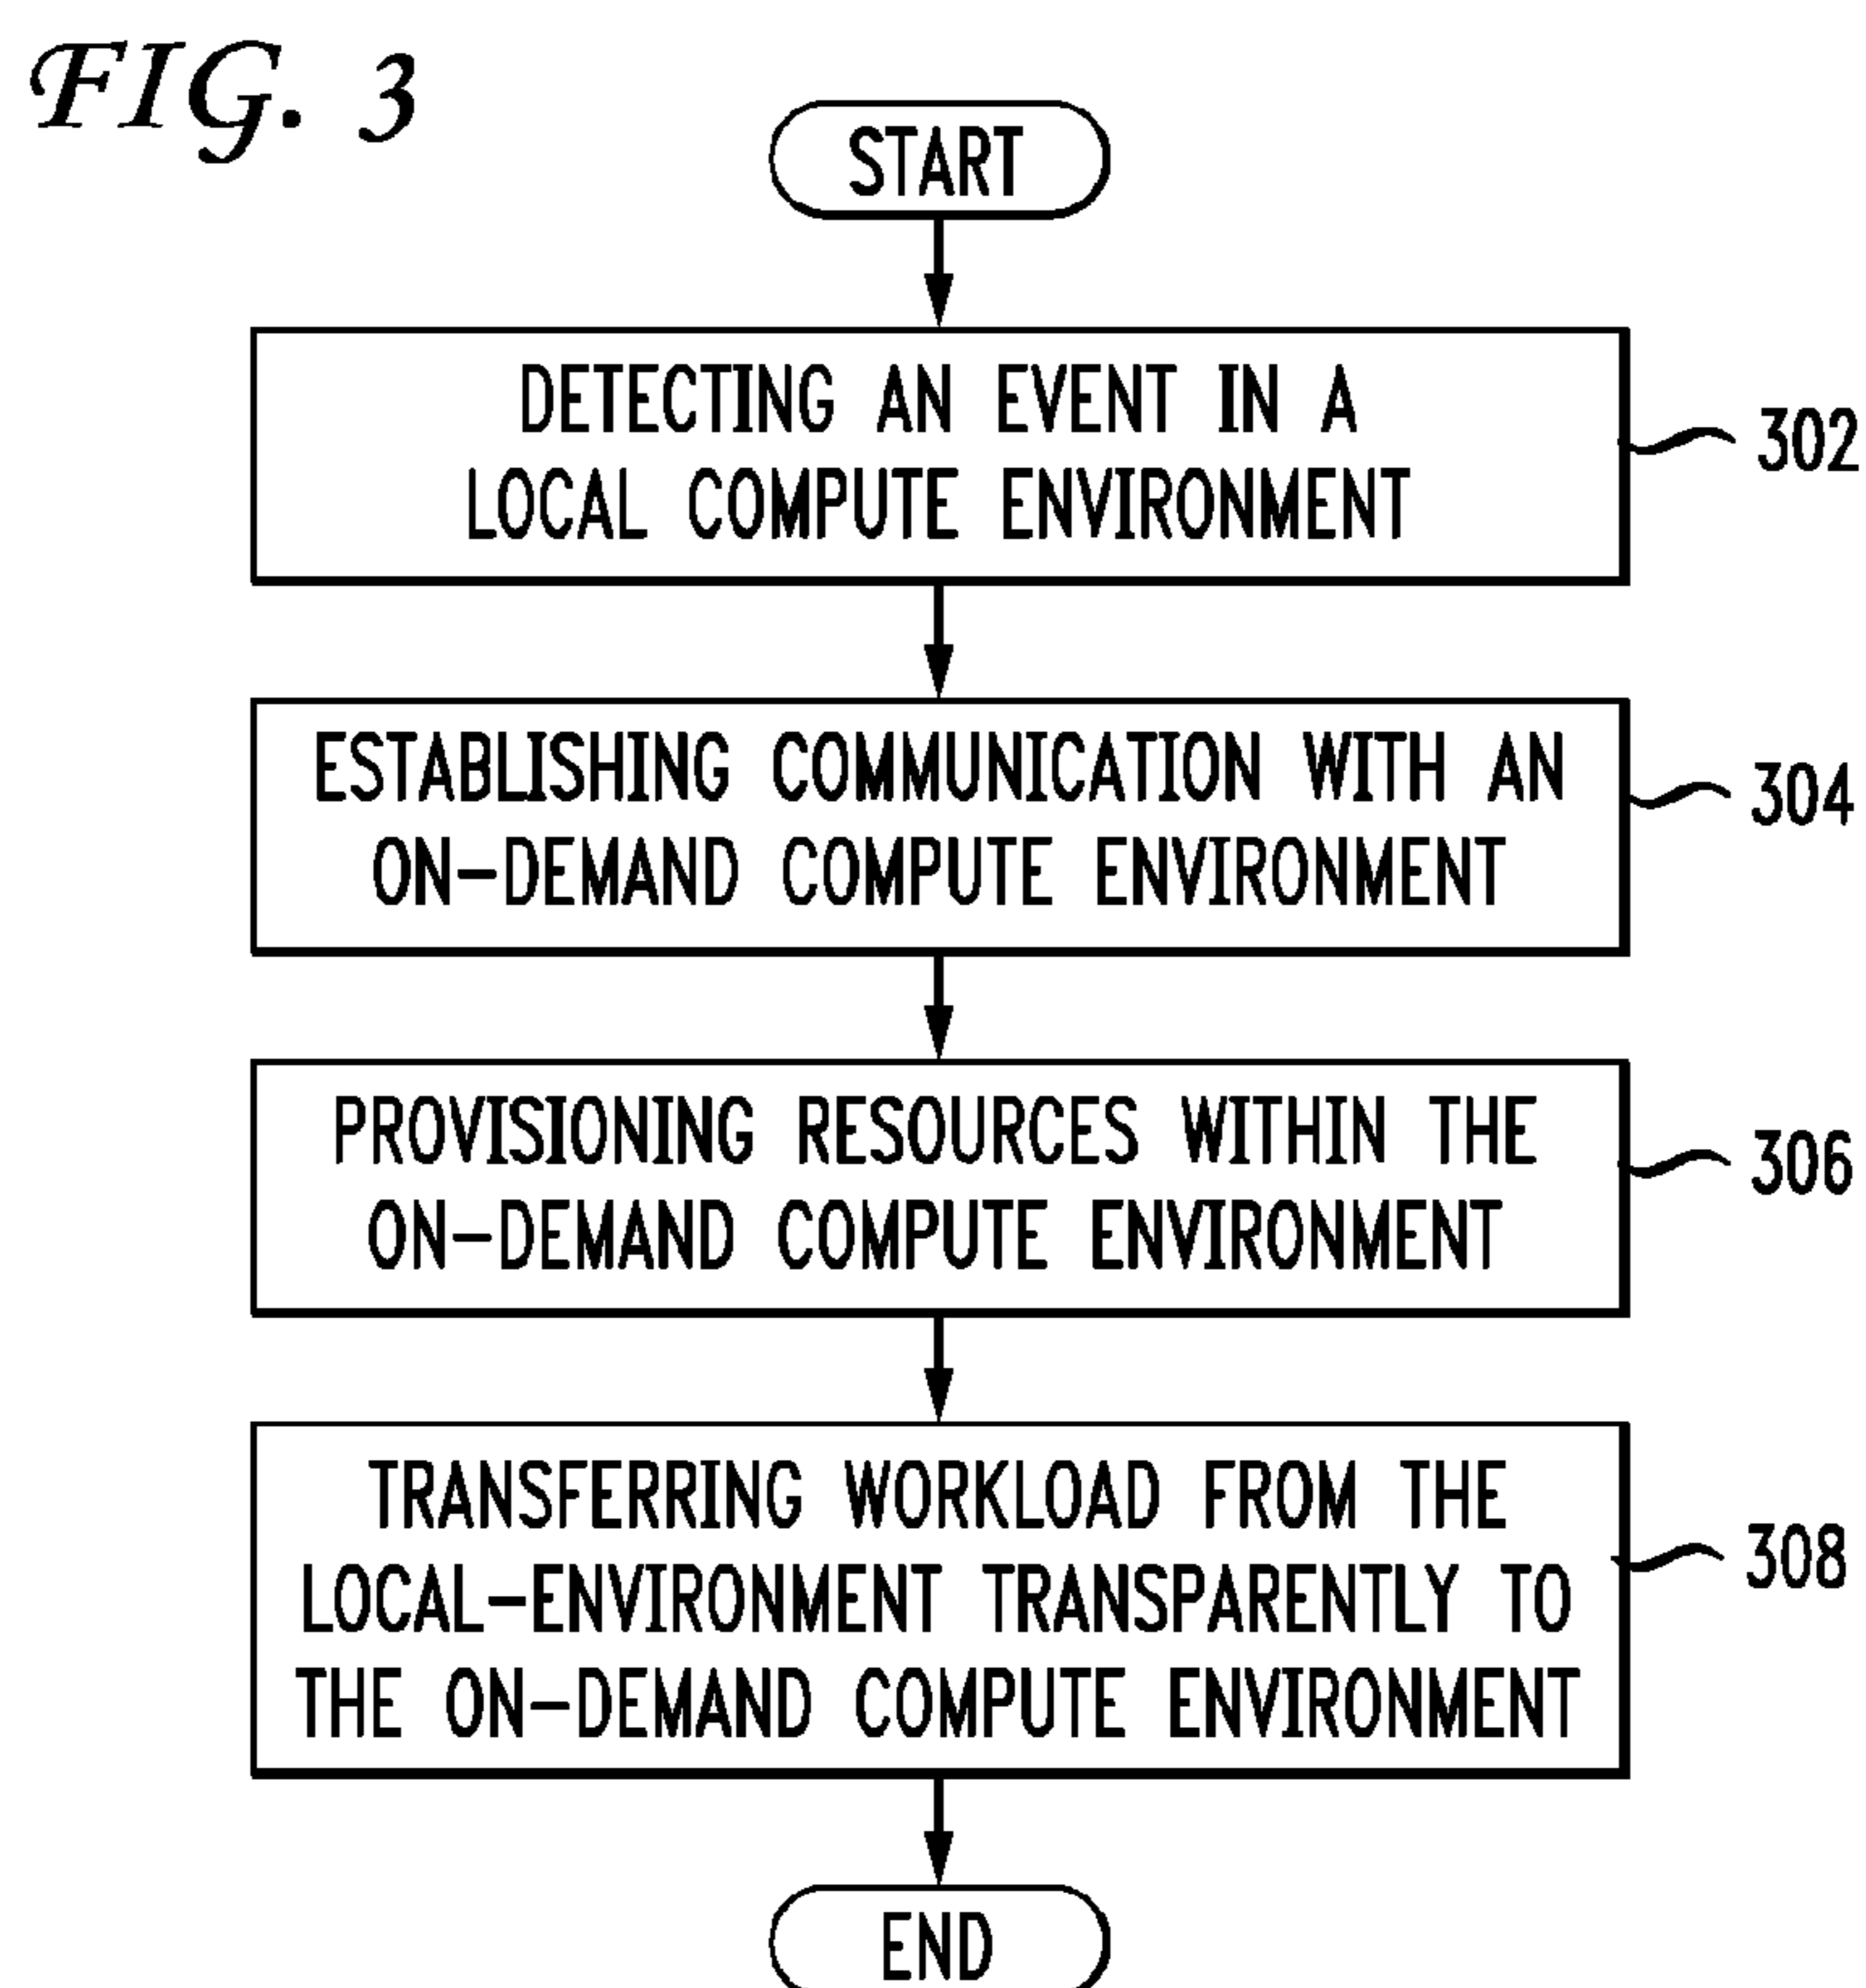 FIG. 3
START
DETECTING AN EVENT IN A
LOCAL COMPUTE ENVIRONMENT
302
ESTABLISHING COMMUNICATION WITH AN
ON-DEMAND COMPUTE ENVIRONMENT
304
PROVISIONING RESOURCES WITHIN THE
ON-DEMAND COMPUTE ENVIRONMENT
306
TRANSFERRING WORKLOAD FROM THE
LOCAL-ENVIRONMENT TRANSPARENTLY TO
THE ON-DEMAND COMPUTE ENVIRONMENT
308
END